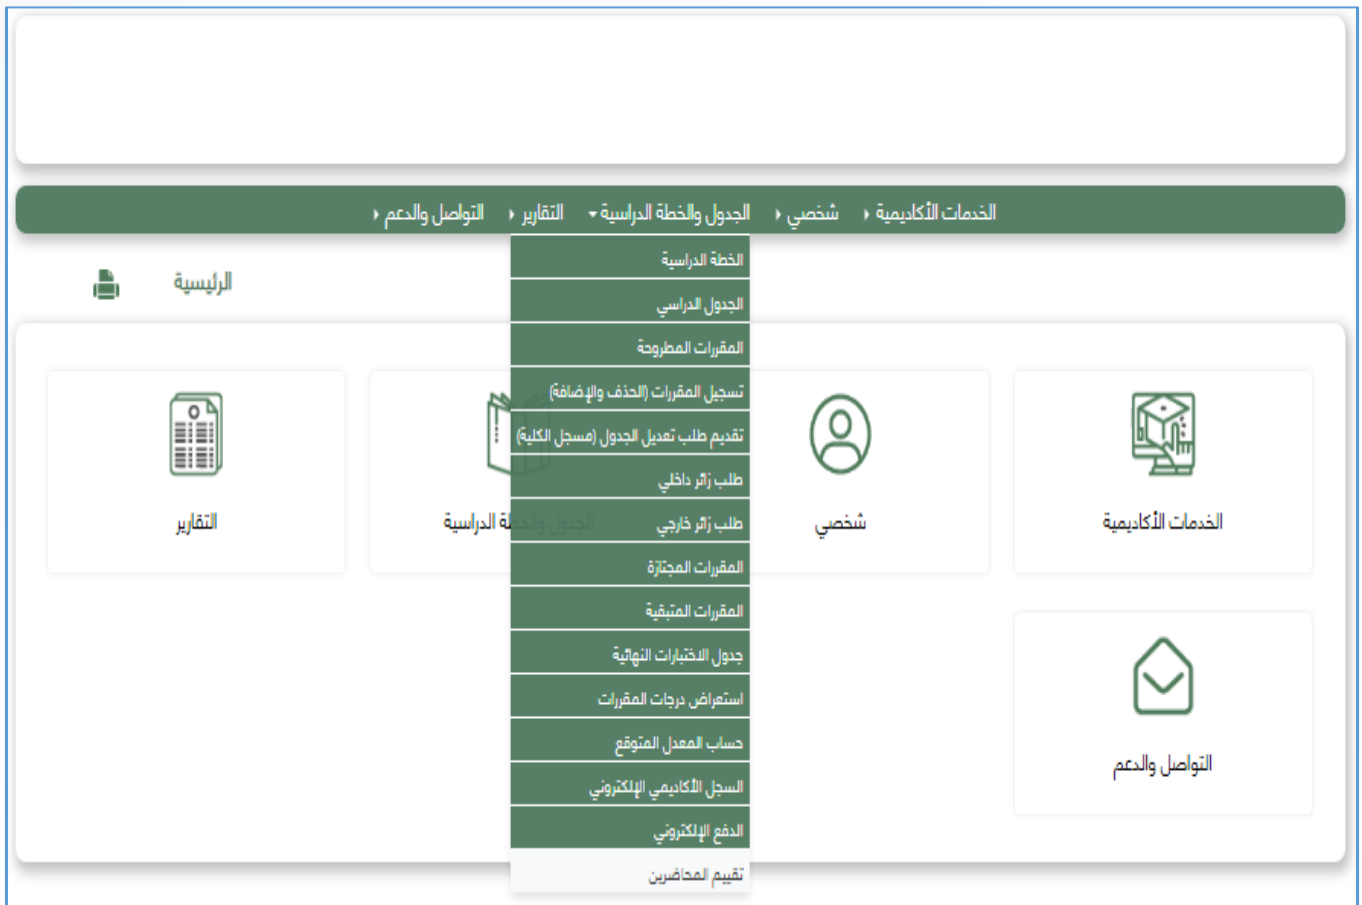 الخدمات الأكاديمية شخصي الجدول والخطة الدراسية التقارير التواصل والدعم
الرئيسية
الخطة الدراسية
الجدول الدراسي
المقررات المطروحة
تسجيل المقررات (الحذف والإضافة)
تقديم طلب تعديل الجدول (مسجل الكلية)
طلب زائر داخلي
طلب زائر خارجي
المقررات المجتازة
المقررات المتبقية
جدول الاختبارات النهائية
استعراض درجات المقررات
حساب المعدل المتوقع
السجل الأكاديمي الإلكتروني
الدفع الإلكتروني
تقييم المحاضرين
الخدمات الأكاديمية
شخصي
الجدول والخطة الدراسية
التقارير
التواصل والدعم